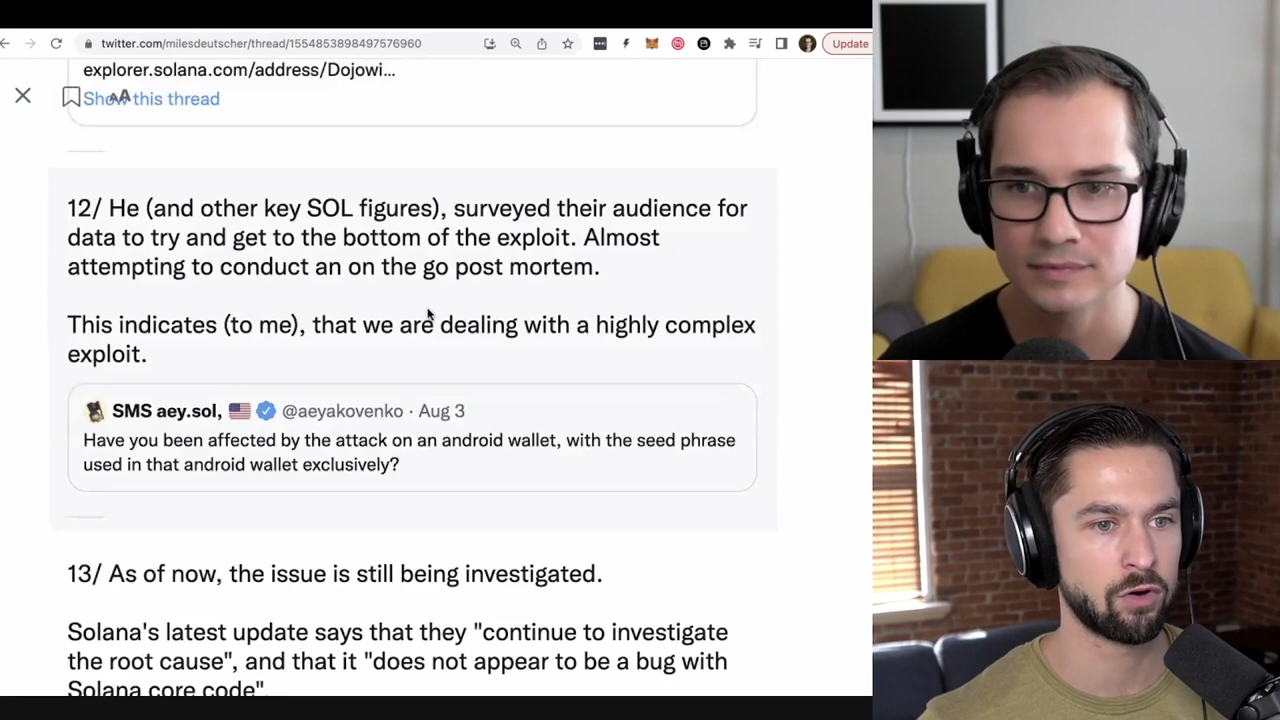 twitter.com/milesdeutscher/thread/1554853898497576960
Update
explorer.solana.com/address/Dojowi...
Show this thread
AA
12/ He (and other key SOL figures), surveyed their audience for
data to try and get to the bottom of the exploit. Almost
attempting to conduct an on the go post mortem.
This indicates (to me), that we are dealing with a highly complex
exploit.
SMS aey.sol, @aeyakovenko · Aug 3
Have you been affected by the attack on an android wallet, with the seed phrase
used in that android wallet exclusively?
13/ As of now, the issue is still being investigated.
Solana's latest update says that they "continue to investigate
the root cause", and that it "does not appear to be a bug with
Solana core code".